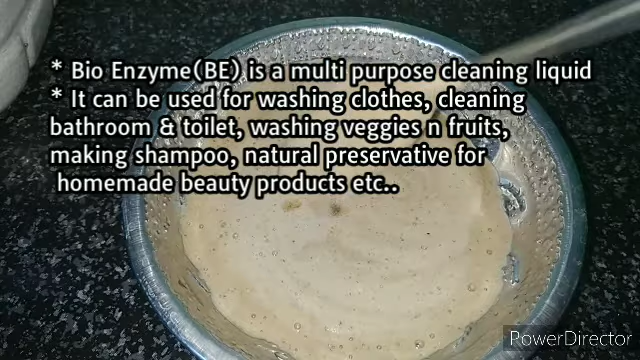 * Bio Enzyme(BE) is a multi purpose cleaning liquid
* It can be used for washing clothes, cleaning
bathroom & toilet, washing veggies n fruits,
making shampoo, natural preservative for
homemade beauty products etc..
PowerDirector